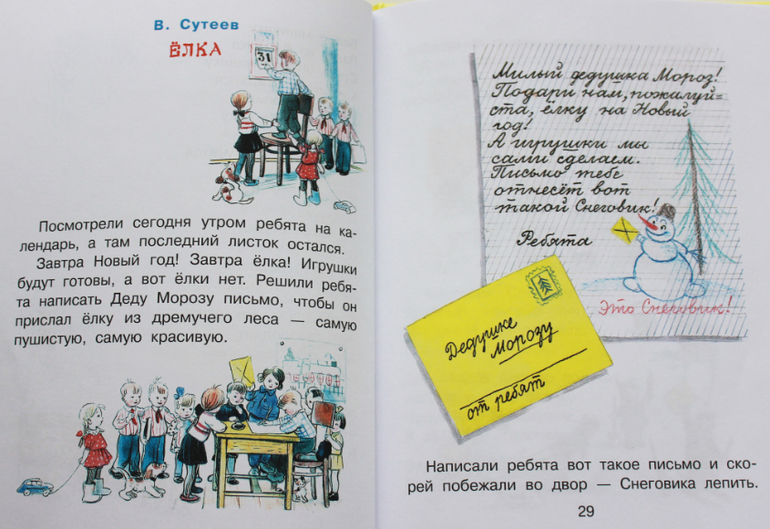 В. Сутеев
ЁЛКА
31
Посмотрели сегодня утром ребята на ка-
лендарь, а там последний листок остался.
Завтра Новый год! Завтра ёлка! Игрушки
будут готовы, а вот ёлки нет. Решили ребя-
та написать Деду Морозу письмо, чтобы он
прислал ёлку из дремучего леса — самую
пушистую, самую красивую.
Милый дедушка Мороз!
Подари нам, пожалуй-
ста, ёлку на Новый
год!
А игрушки мы
сами сделаем.
Письмо тебе
отнесёт вот
такой Снеговик!
Ребята
Это Снеговик!
Дедушке
Морозу
от ребят
Написали ребята вот такое письмо и ско-
рей побежали во двор — Снеговика лепить.
29